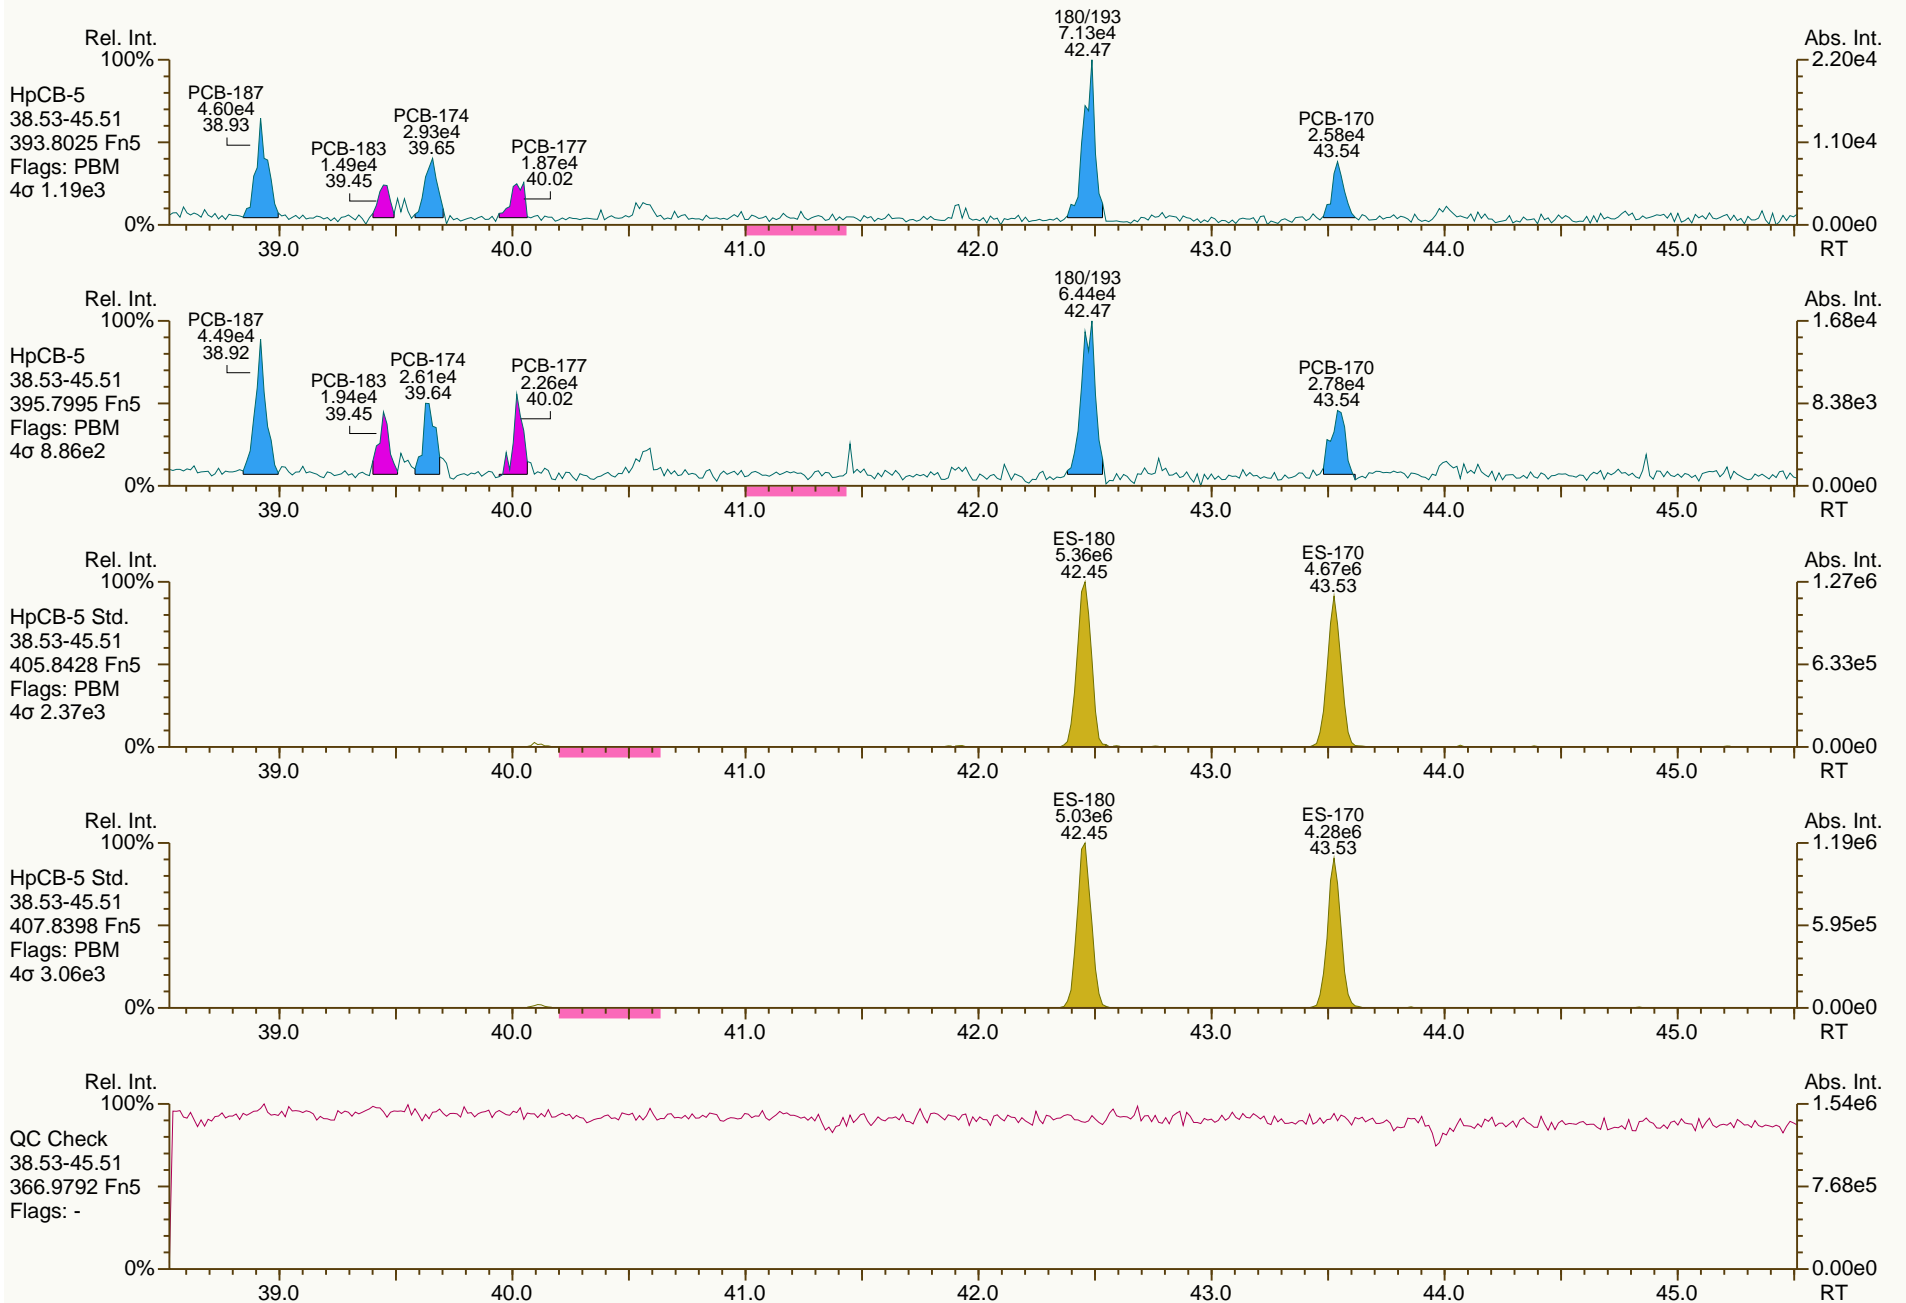 Rel. Int.
100%
0%
HpCB-5
38.53-45.51
393.8025 Fn5
Flags: PBM
4σ 1.19e3
PCB-187
4.60e4
38.93
PCB-183
1.49e4
39.45
PCB-174
2.93e4
39.65
PCB-177
1.87e4
40.02
180/193
7.13e4
42.47
PCB-170
2.58e4
43.54
Abs. Int.
2.20e4
1.10e4
0.00e0
39.0 40.0 41.0 42.0 43.0 44.0 45.0 RT
Rel. Int.
100%
0%
HpCB-5
38.53-45.51
395.7995 Fn5
Flags: PBM
4σ 8.86e2
PCB-187
4.49e4
38.92
PCB-183
1.94e4
39.45
PCB-174
2.61e4
39.64
PCB-177
2.26e4
40.02
180/193
6.44e4
42.47
PCB-170
2.78e4
43.54
Abs. Int.
1.68e4
8.38e3
0.00e0
39.0 40.0 41.0 42.0 43.0 44.0 45.0 RT
Rel. Int.
100%
0%
HpCB-5 Std.
38.53-45.51
405.8428 Fn5
Flags: PBM
4σ 2.37e3
ES-180
5.36e6
42.45
ES-170
4.67e6
43.53
Abs. Int.
1.27e6
6.33e5
0.00e0
39.0 40.0 41.0 42.0 43.0 44.0 45.0 RT
Rel. Int.
100%
0%
HpCB-5 Std.
38.53-45.51
407.8398 Fn5
Flags: PBM
4σ 3.06e3
ES-180
5.03e6
42.45
ES-170
4.28e6
43.53
Abs. Int.
1.19e6
5.95e5
0.00e0
39.0 40.0 41.0 42.0 43.0 44.0 45.0 RT
Rel. Int.
100%
0%
QC Check
38.53-45.51
366.9792 Fn5
Flags: -
Abs. Int.
1.54e6
7.68e5
0.00e0
39.0 40.0 41.0 42.0 43.0 44.0 45.0 RT